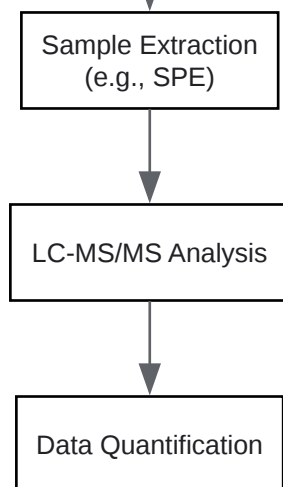 Sample Extraction
(e.g., SPE)
LC-MS/MS Analysis
Data Quantification